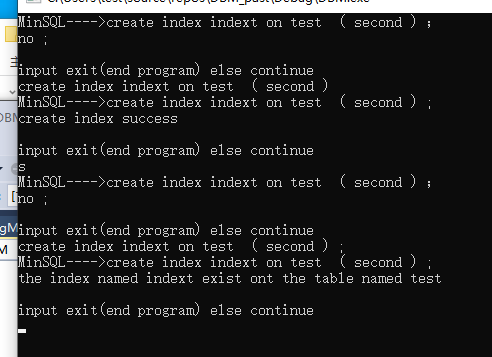 C:\Users\test\source\repos\DBM_past\Debug\DBM.exe
MinSQL---->create index indext on test  ( second ) ；
no ;
input exit(end program) else continue
create index indext on test  ( second )
MinSQL---->create index indext on test  ( second ) ;
create index success
input exit(end program) else continue
s
MinSQL---->create index indext on test  ( second ) ；
no ;
input exit(end program) else continue
create index indext on test  ( second ) ;
MinSQL---->create index indext on test  ( second ) ;
the index named indext exist ont the table named test
input exit(end program) else continue